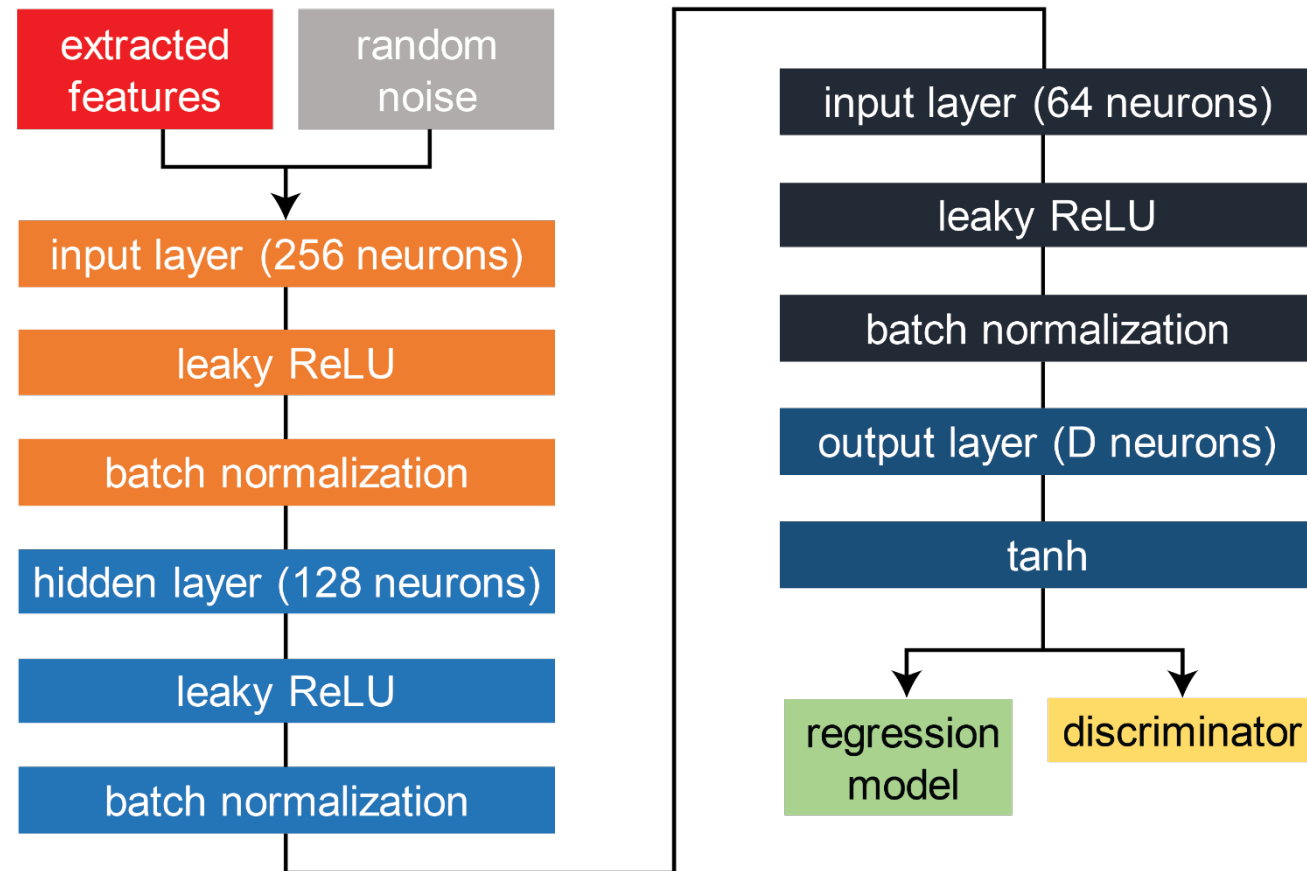 extracted
features
random
noise
input layer (256 neurons)
leaky ReLU
batch normalization
hidden layer (128 neurons)
leaky ReLU
batch normalization
input layer (64 neurons)
leaky ReLU
batch normalization
output layer (D neurons)
tanh
regression
model
discriminator